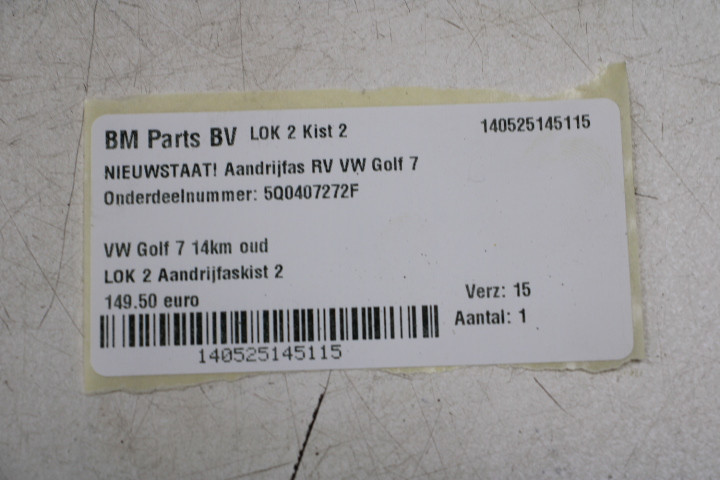 BM Parts BV LOK 2 Kist 2 140525145115
NIEUWSTAAT! Aandrijfas RV VW Golf 7
Onderdeelnummer: 5Q0407272F
VW Golf 7 14km oud
LOK 2 Aandrijfaskist 2
149.50 euro
Verz: 15
Aantal: 1
140525145115